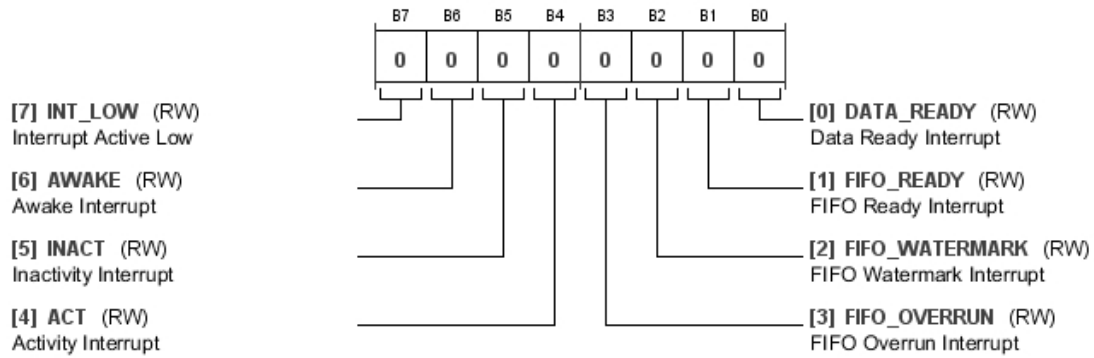 B7 B6 B5 B4 B3 B2 B1 B0
0 0 0 0 0 0 0 0
[7] INT_LOW (RW)
Interrupt Active Low
[6] AWAKE (RW)
Awake Interrupt
[5] INACT (RW)
Inactivity Interrupt
[4] ACT (RW)
Activity Interrupt
[0] DATA_READY (RW)
Data Ready Interrupt
[1] FIFO_READY (RW)
FIFO Ready Interrupt
[2] FIFO_WATERMARK (RW)
FIFO Watermark Interrupt
[3] FIFO_OVERRUN (RW)
FIFO Overrun Interrupt